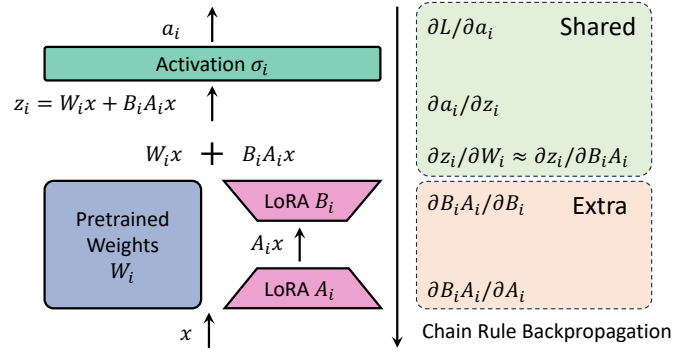 a_i
Activation σ_i
z_i = W_i x + B_i A_i x
W_i x + B_i A_i x
Pretrained
Weights
W_i
LoRA B_i
A_i x
LoRA A_i
x
∂L/∂a_i Shared
∂a_i/∂z_i
∂z_i/∂W_i ≈ ∂z_i/∂B_i A_i
∂B_i A_i/∂B_i Extra
∂B_i A_i/∂A_i
Chain Rule Backpropagation